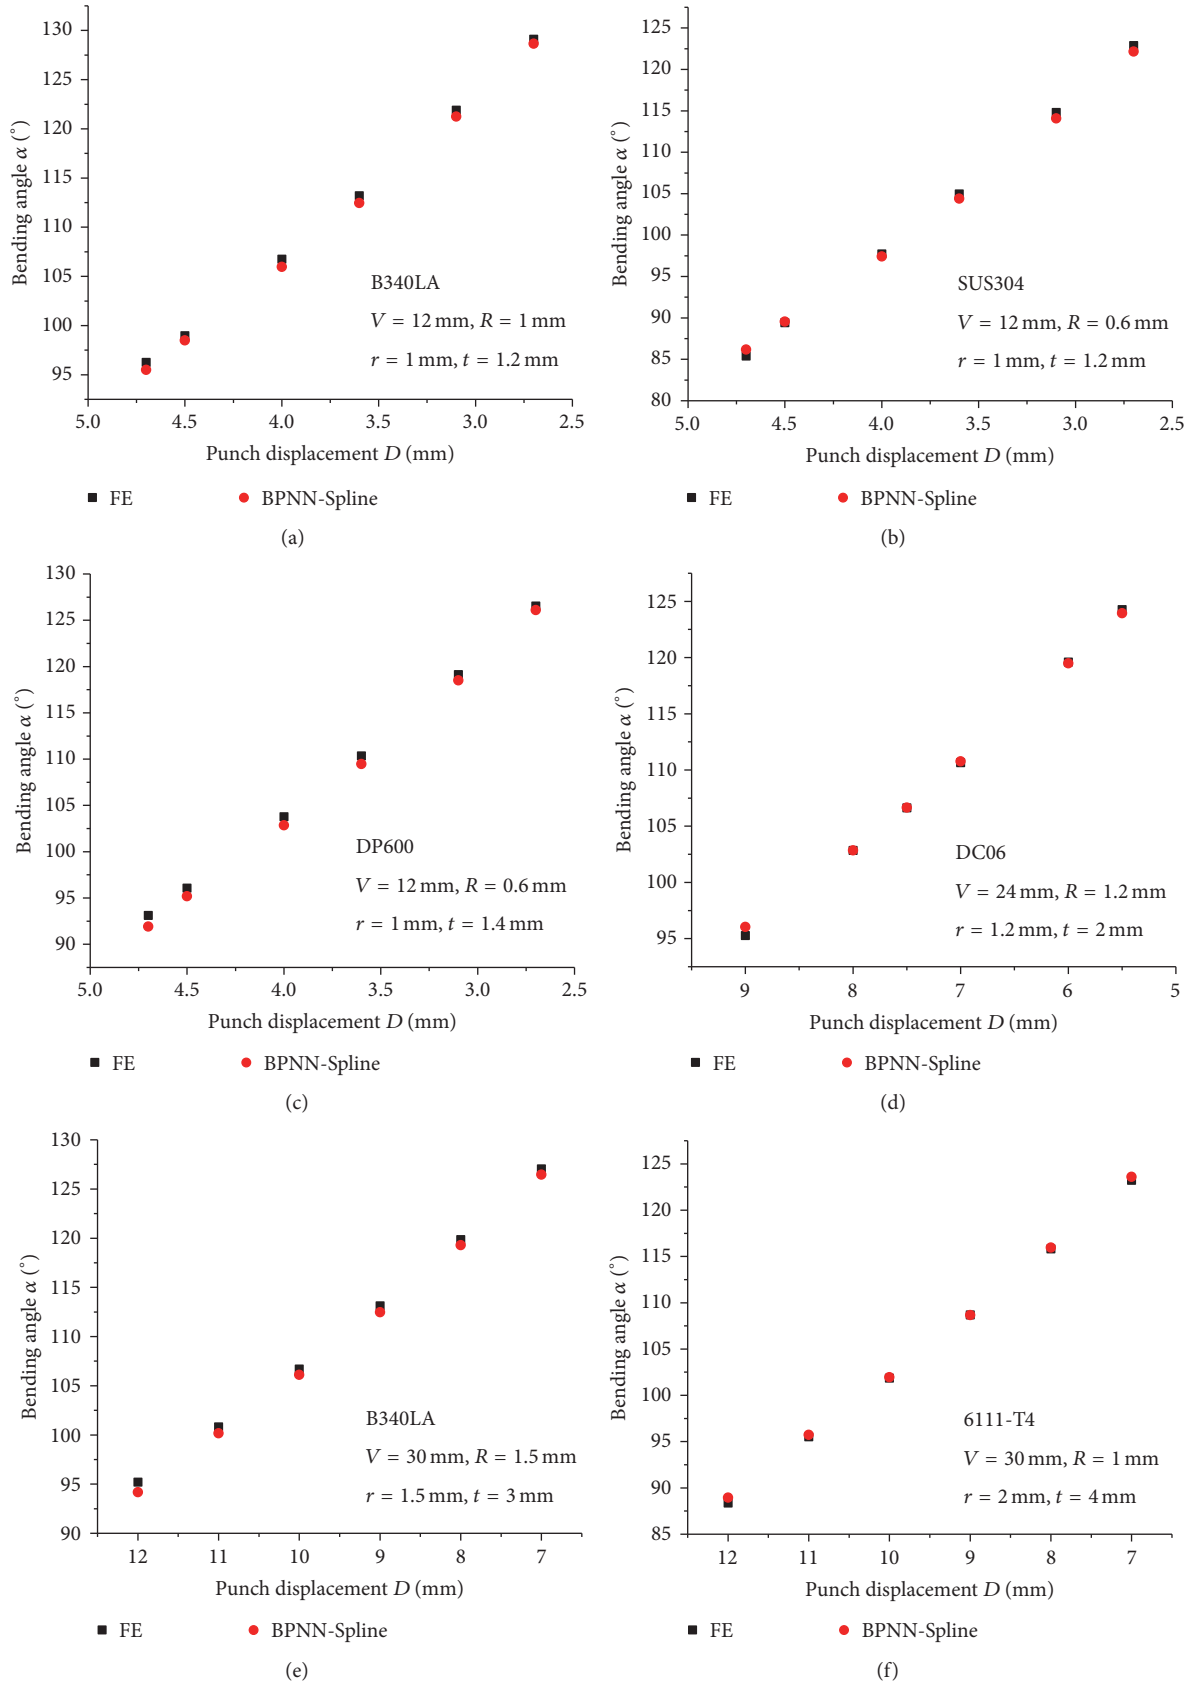 130
125
120
115
110
105
100
95
Bending angle α (°)
B340LA
V = 12 mm, R = 1 mm
r = 1 mm, t = 1.2 mm
5.0 4.5 4.0 3.5 3.0 2.5
Punch displacement D (mm)
FE BPNN-Spline
(a)
125
120
115
110
105
100
95
90
85
80
Bending angle α (°)
SUS304
V = 12 mm, R = 0.6 mm
r = 1 mm, t = 1.2 mm
5.0 4.5 4.0 3.5 3.0 2.5
Punch displacement D (mm)
FE BPNN-Spline
(b)
130
125
120
115
110
105
100
95
90
Bending angle α (°)
DP600
V = 12 mm, R = 0.6 mm
r = 1 mm, t = 1.4 mm
5.0 4.5 4.0 3.5 3.0 2.5
Punch displacement D (mm)
FE BPNN-Spline
(c)
125
120
115
110
105
100
95
Bending angle α (°)
DC06
V = 24 mm, R = 1.2 mm
r = 1.2 mm, t = 2 mm
9 8 7 6 5
Punch displacement D (mm)
FE BPNN-Spline
(d)
130
125
120
115
110
105
100
95
90
Bending angle α (°)
B340LA
V = 30 mm, R = 1.5 mm
r = 1.5 mm, t = 3 mm
12 11 10 9 8 7
Punch displacement D (mm)
FE BPNN-Spline
(e)
125
120
115
110
105
100
95
90
85
Bending angle α (°)
6111-T4
V = 30 mm, R = 1 mm
r = 2 mm, t = 4 mm
12 11 10 9 8 7
Punch displacement D (mm)
FE BPNN-Spline
(f)